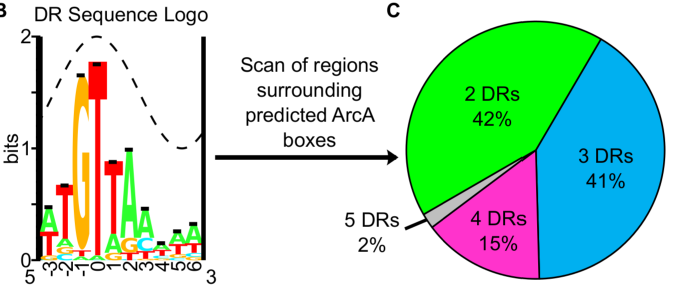 B
DR Sequence Logo
2
1
0
bits
5
-3 -2 -1 0 1 2 3 4 5 6
3
Scan of regions
surrounding
predicted ArcA
boxes
C
2 DRs
42%
3 DRs
41%
4 DRs
15%
5 DRs
2%